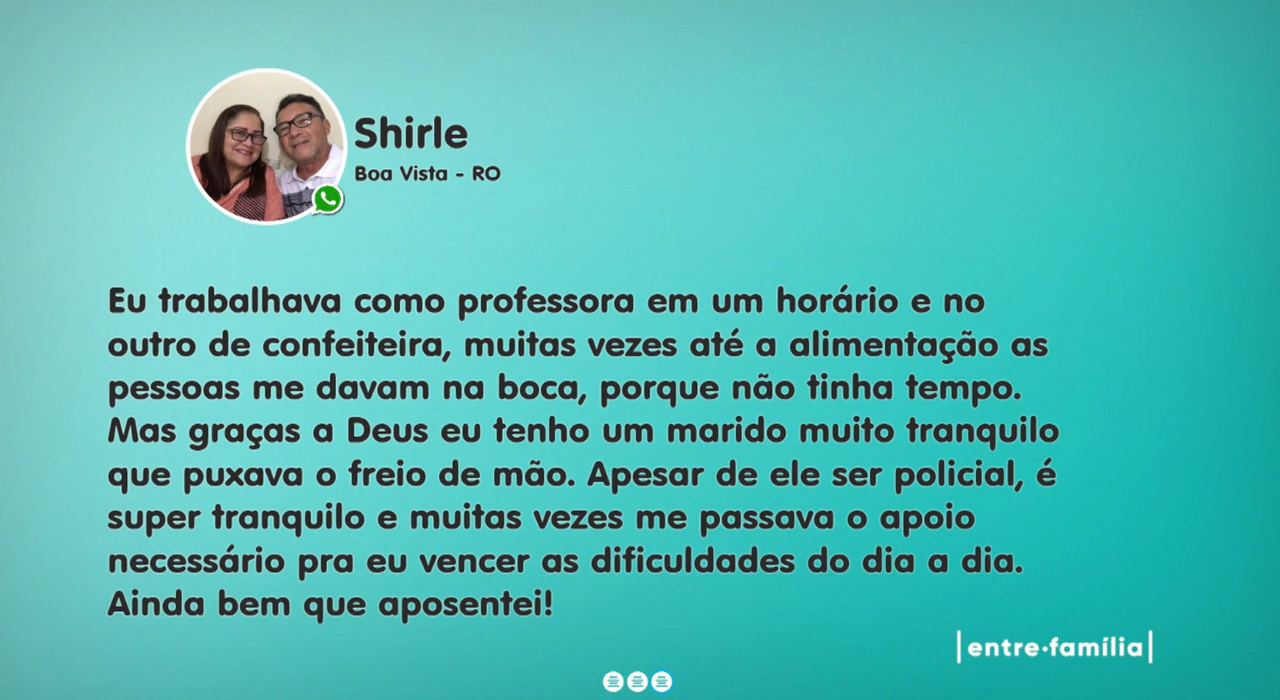 Shirle
Boa Vista - RO
Eu trabalhava como professora em um horário e no
outro de confeiteira, muitas vezes até a alimentação as
pessoas me davam na boca, porque não tinha tempo.
Mas graças a Deus eu tenho um marido muito tranquilo
que puxava o freio de mão. Apesar de ele ser policial, é
super tranquilo e muitas vezes me passava o apoio
necessário pra eu vencer as dificuldades do dia a dia.
Ainda bem que aposentei!
|entre·família|